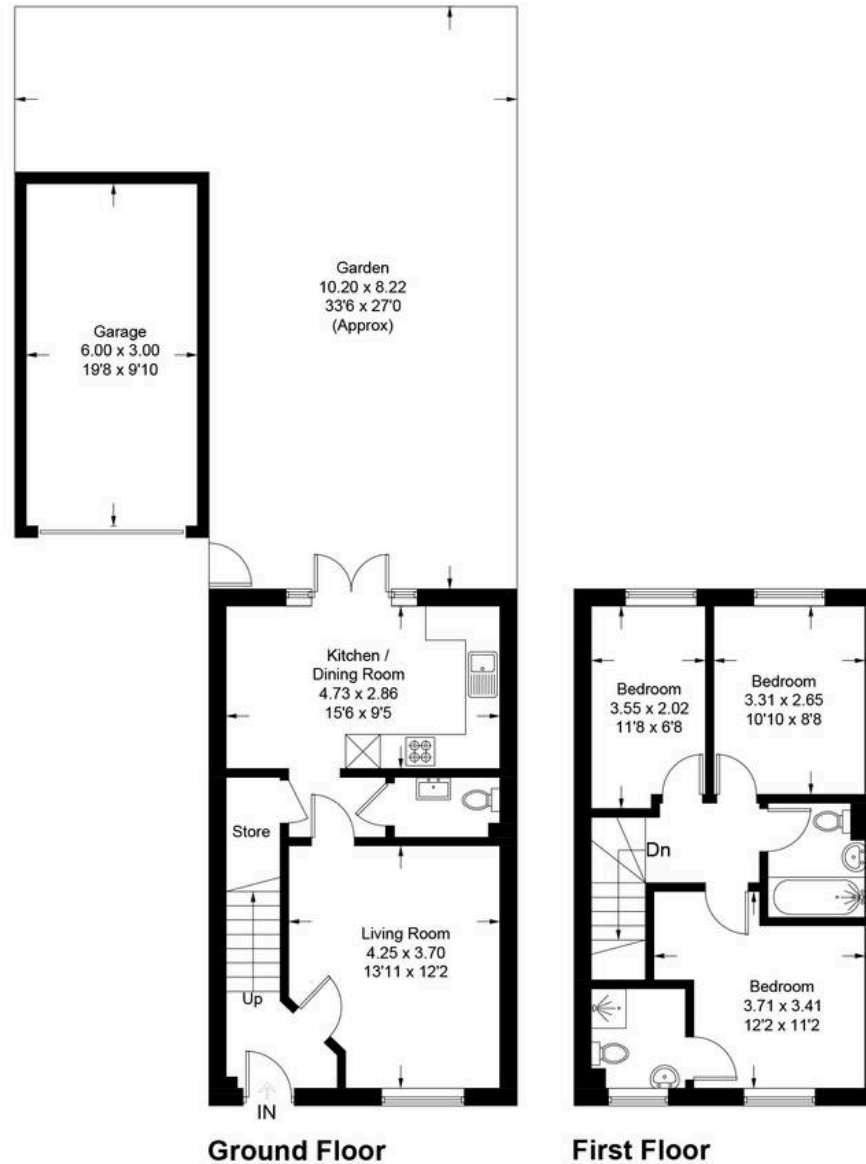 Garden
10.20 x 8.22
33'6 x 27'0
(Approx)
Garage
6.00 x 3.00
19'8 x 9'10
Kitchen /
Dining Room
4.73 x 2.86
15'6 x 9'5
Store
Up
Living Room
4.25 x 3.70
13'11 x 12'2
IN
Ground Floor
Bedroom
3.55 x 2.02
11'8 x 6'8
Bedroom
3.31 x 2.65
10'10 x 8'8
Dn
Bedroom
3.71 x 3.41
12'2 x 11'2
First Floor